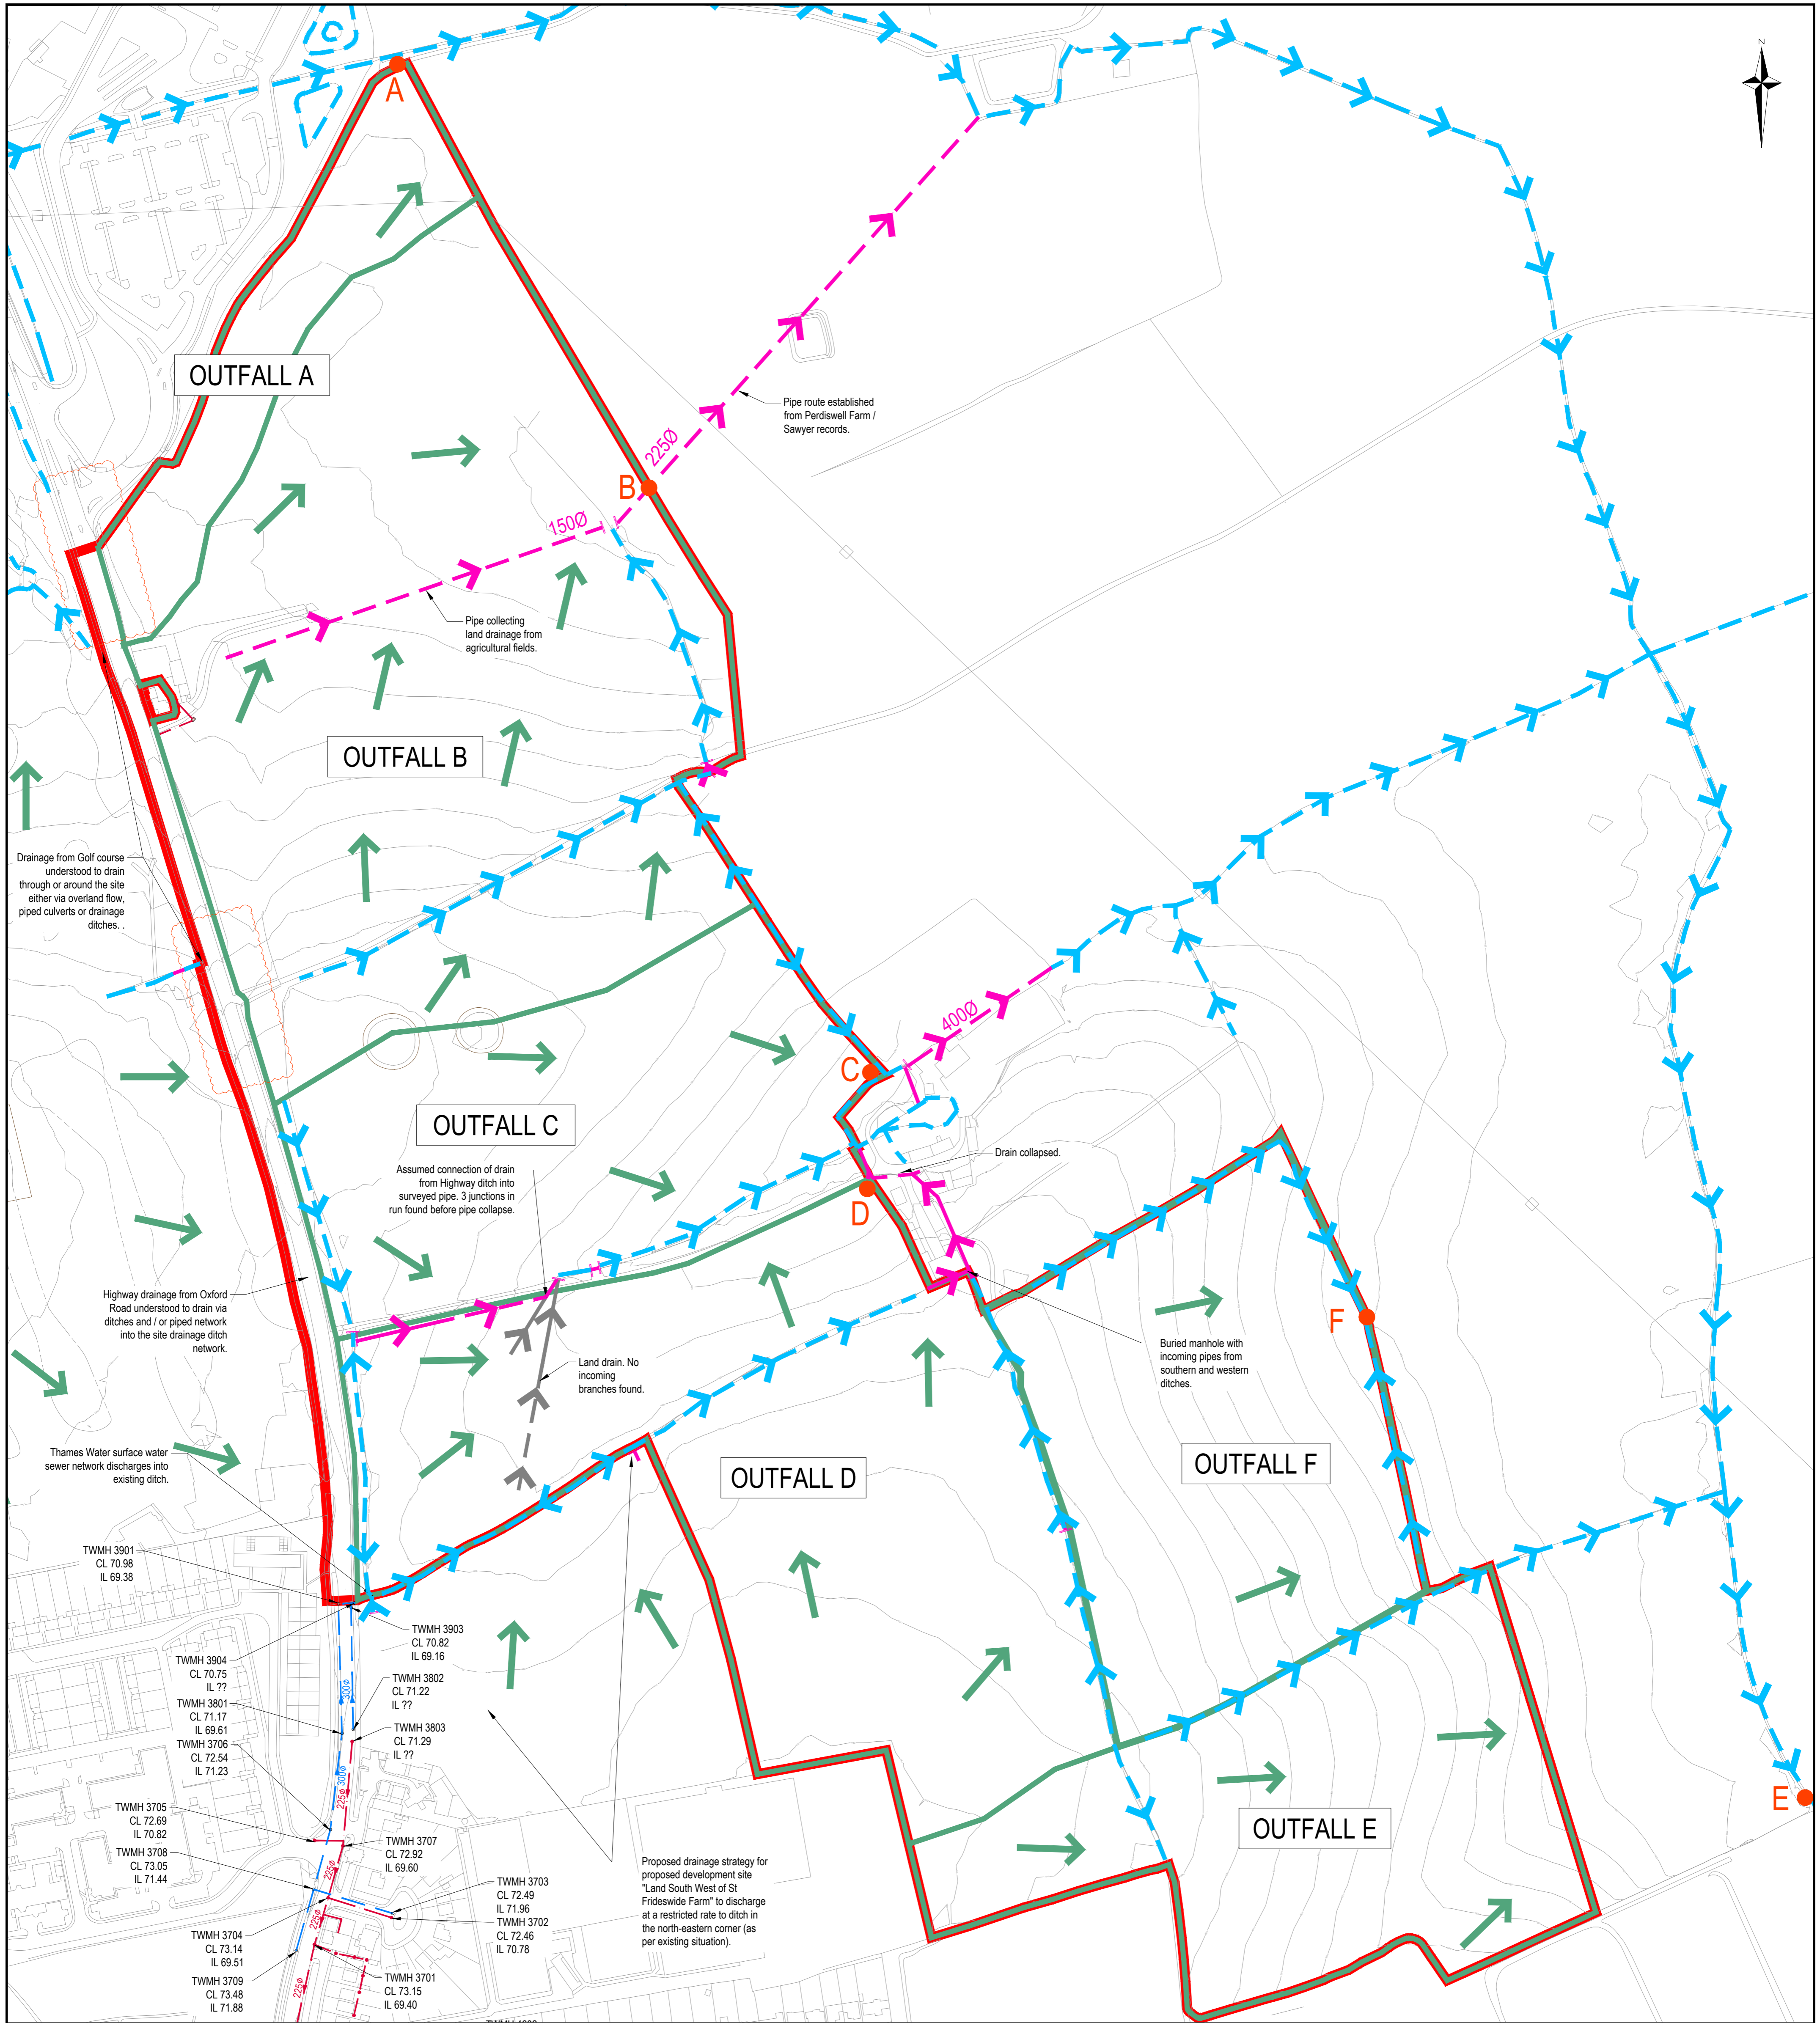 N
A
OUTFALL A
Pipe route established
from Perdiswell Farm /
Sawyer records.
225Ø
B
150Ø
Pipe collecting
land drainage from
agricultural fields.
OUTFALL B
Drainage from Golf course
understood to drain
through or around the site
either via overland flow,
piped culverts or drainage
ditches. .
400Ø
C
OUTFALL C
Assumed connection of drain
from Highway ditch into
surveyed pipe. 3 junctions in
run found before pipe collapse.
Drain collapsed.
D
Highway drainage from Oxford
Road understood to drain via
ditches and / or piped network
into the site drainage ditch
network.
F
Buried manhole with
incoming pipes from
southern and western
ditches.
Land drain. No
incoming
branches found.
Thames Water surface water
sewer network discharges into
existing ditch.
OUTFALL D
OUTFALL F
TWMH 3901
CL 70.98
IL 69.38
TWMH 3903
CL 70.82
IL 69.16
TWMH 3904
CL 70.75
IL ??
300Ø
TWMH 3802
CL 71.22
IL ??
TWMH 3801
CL 71.17
IL 69.61
TWMH 3803
CL 71.29
IL ??
TWMH 3706
CL 72.54
IL 71.23
300Ø
225Ø
E
TWMH 3705
CL 72.69
IL 70.82
OUTFALL E
TWMH 3707
CL 72.92
IL 69.60
TWMH 3708
CL 73.05
IL 71.44
225Ø
Proposed drainage strategy for
proposed development site
"Land South West of St
Frideswide Farm" to discharge
at a restricted rate to ditch in
the north-eastern corner (as
per existing situation).
TWMH 3703
CL 72.49
IL 71.96
TWMH 3702
CL 72.46
IL 70.78
225Ø
TWMH 3704
CL 73.14
IL 69.51
TWMH 3709
CL 73.48
IL 71.88
TWMH 3701
CL 73.15
IL 69.40
225Ø